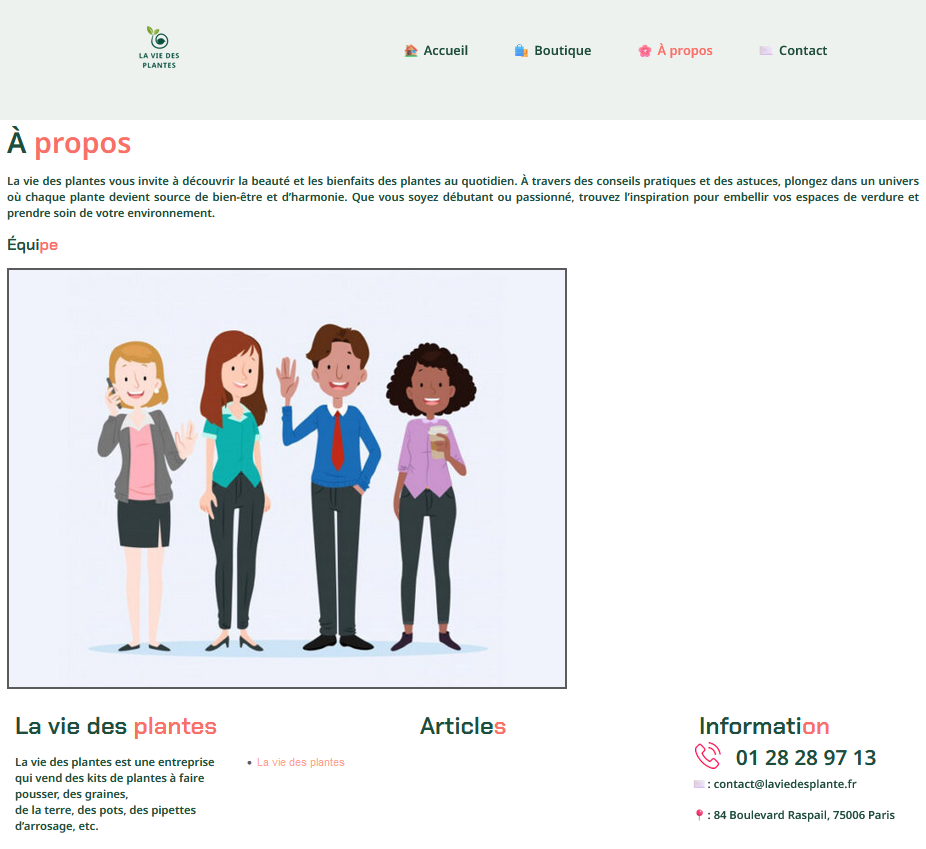 LA VIE DES
PLANTES
Accueil
Boutique
À propos
Contact
À propos
La vie des plantes vous invite à découvrir la beauté et les bienfaits des plantes au quotidien. À travers des conseils pratiques et des astuces, plongez dans un univers
où chaque plante devient source de bien-être et d’harmonie. Que vous soyez débutant ou passionné, trouvez l’inspiration pour embellir vos espaces de verdure et
prendre soin de votre environnement.
Équipe
La vie des plantes
La vie des plantes est une entreprise
qui vend des kits de plantes à faire
pousser, des graines,
de la terre, des pots, des pipettes
d’arrosage, etc.
La vie des plantes
Articles
Information
01 28 28 97 13
: contact@laviedesplante.fr
: 84 Boulevard Raspail, 75006 Paris